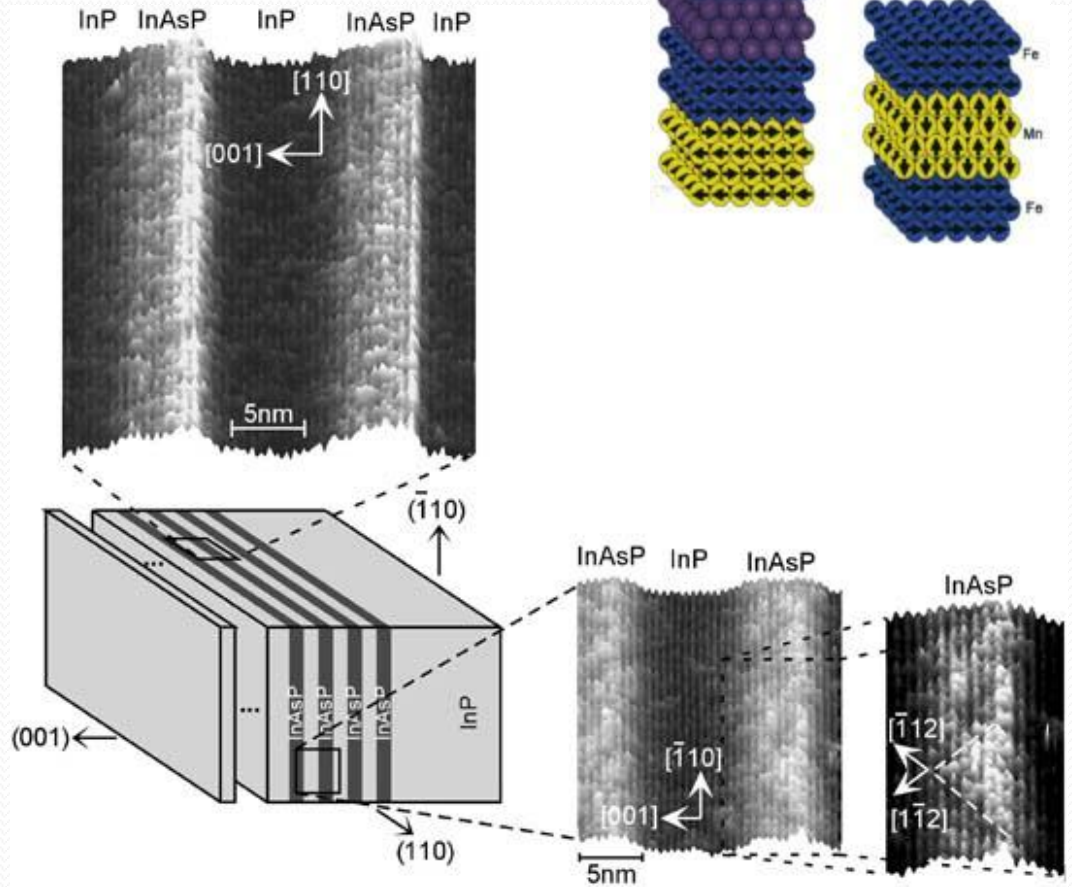 InP InAsP InP InAsP InP
[110]
[001]
5nm
Fe
Mn
Fe
(1̅10)
...
...
InAsP
InAsP
InAsP
InAsP
InP
(001)
(110)
InAsP InP InAsP
[1̅10]
[001]
5nm
InAsP
[1̅12]
[11̅2]